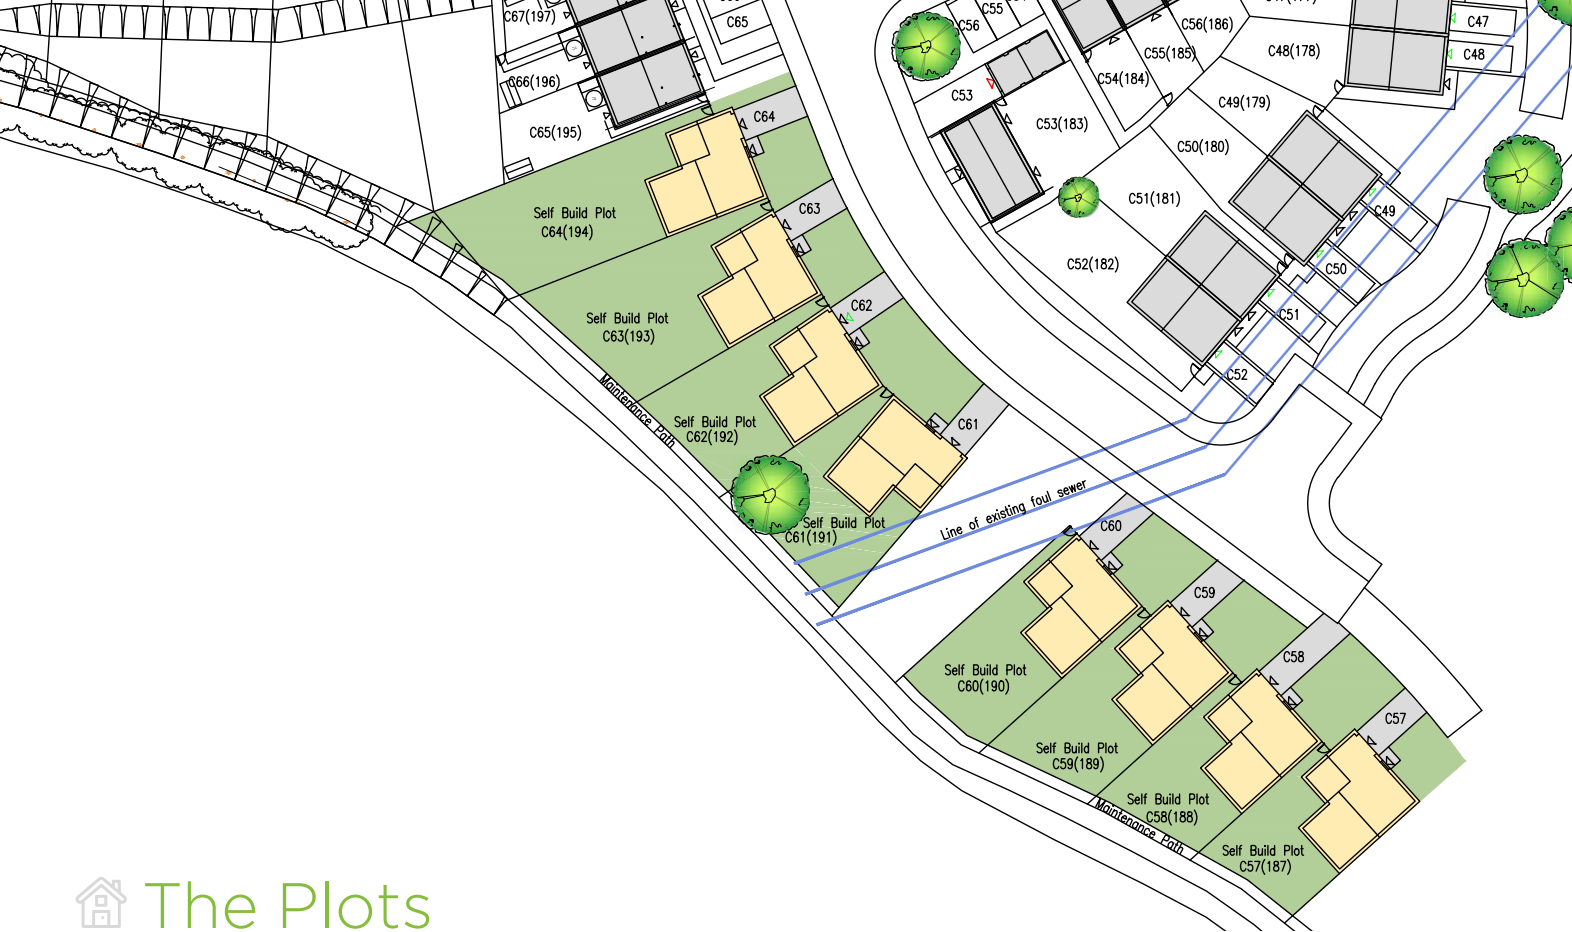 C67(197)
C65
C66(196)
C65(195)
C64
C63
C62
C61
Self Build Plot
C64(194)
Self Build Plot
C63(193)
Self Build Plot
C62(192)
Self Build Plot
C61(191)
Maintenance Path
Line of existing foul sewer
C55
C56
C53
C53(183)
C54(184)
C55(185)
C56(186)
C47
C48
C48(178)
C49(179)
C50(180)
C51(181)
C52(182)
C49
C50
C51
C52
C60
C59
C58
C57
Self Build Plot
C60(190)
Self Build Plot
C59(189)
Self Build Plot
C58(188)
Self Build Plot
C57(187)
Maintenance Path
The Plots